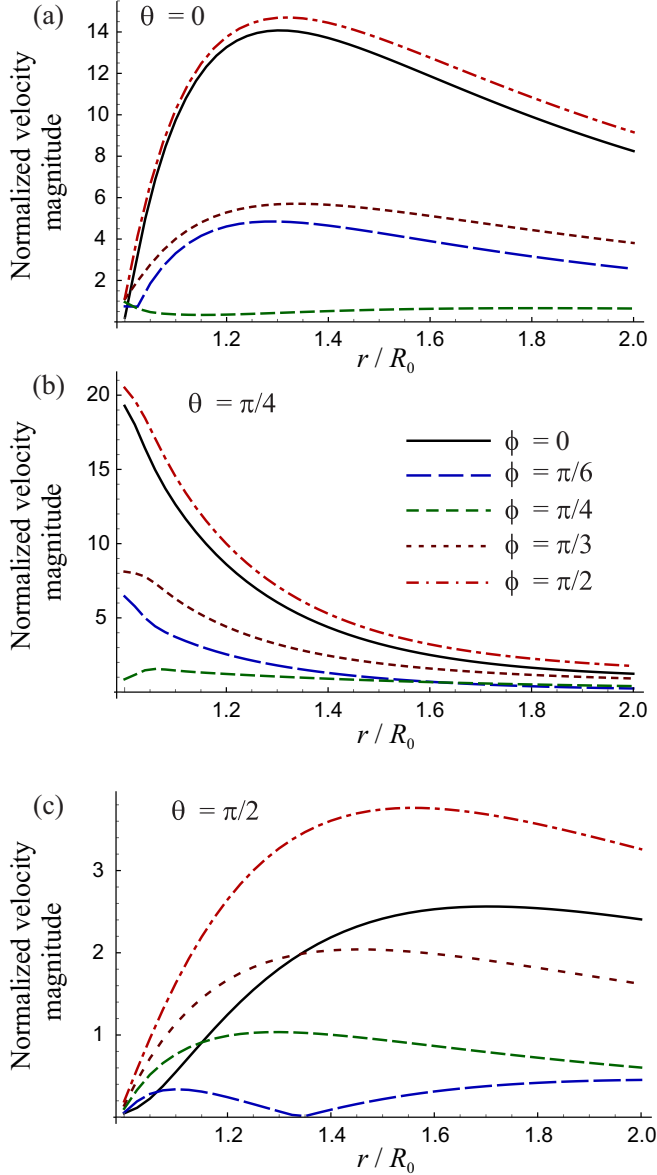 (a)
θ = 0
Normalized velocity
magnitude
14
12
10
8
6
4
2
1.2
1.4
1.6
1.8
2.0
r / R0
(b)
θ = π/4
Normalized velocity
magnitude
20
15
10
5
ϕ = 0
ϕ = π/6
ϕ = π/4
ϕ = π/3
ϕ = π/2
1.2
1.4
1.6
1.8
2.0
r / R0
(c)
θ = π/2
Normalized velocity
magnitude
3
2
1
1.2
1.4
1.6
1.8
2.0
r / R0